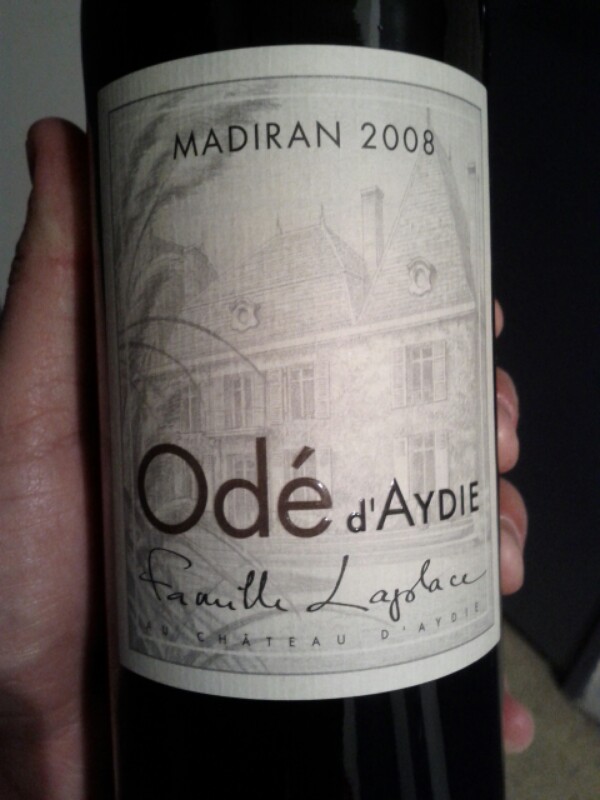 MADIRAN 2008
Odé d'AYDIE
Famille Laplace
AU CHÂTEAU D'AYDIE